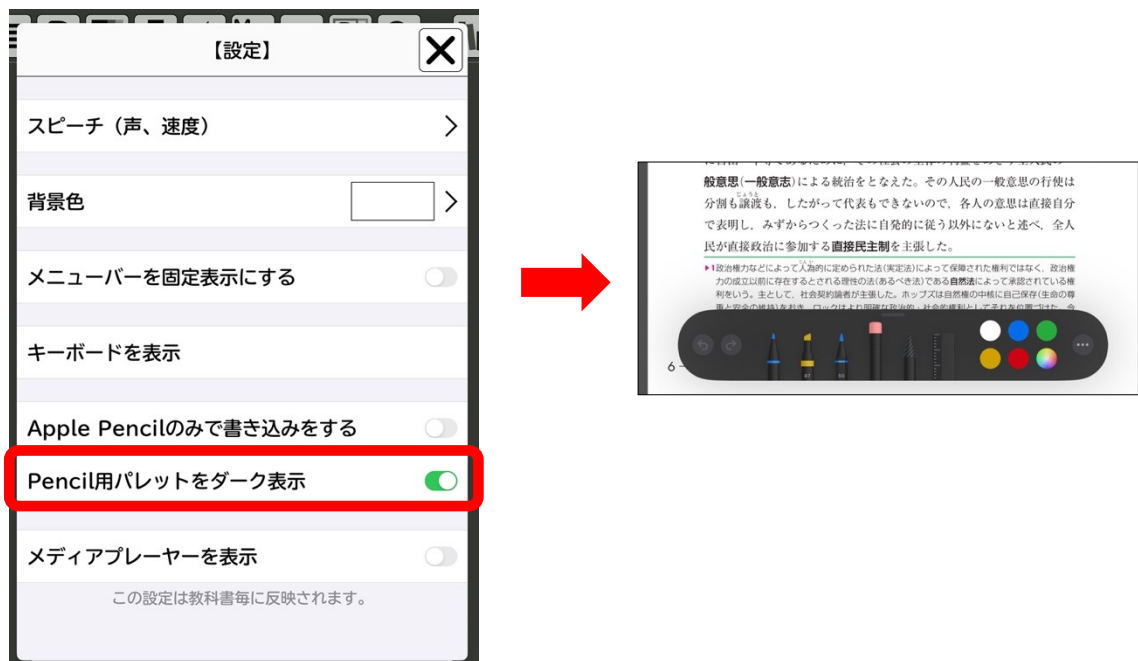 【設定】
スピーチ（声、速度）
背景色
メニューバーを固定表示にする
キーボードを表示
Apple Pencilのみで書き込みをする
Pencil用パレットをダーク表示
メディアプレーヤーを表示
この設定は教科書毎に反映されます。
般意思(一般意志)による統治をとなえた。その人民の一般意思の行使は
分割も譲渡も，したがって代表もできないので，各人の意思は直接自分
で表明し，みずからつくった法に自発的に従う以外にないと述べ，全人
民が直接政治に参加する直接民主制を主張した。
▶1政治権力などによって人為的に定められた法(実定法)によって保障された権利ではなく，政治権
力の成立以前に存在するとされる理性の法(あるべき法)である自然法によって承認されている権
利をいう。主として，社会契約論者が主張した。ホッブズは自然権の中核に自己保存(生命の尊
6